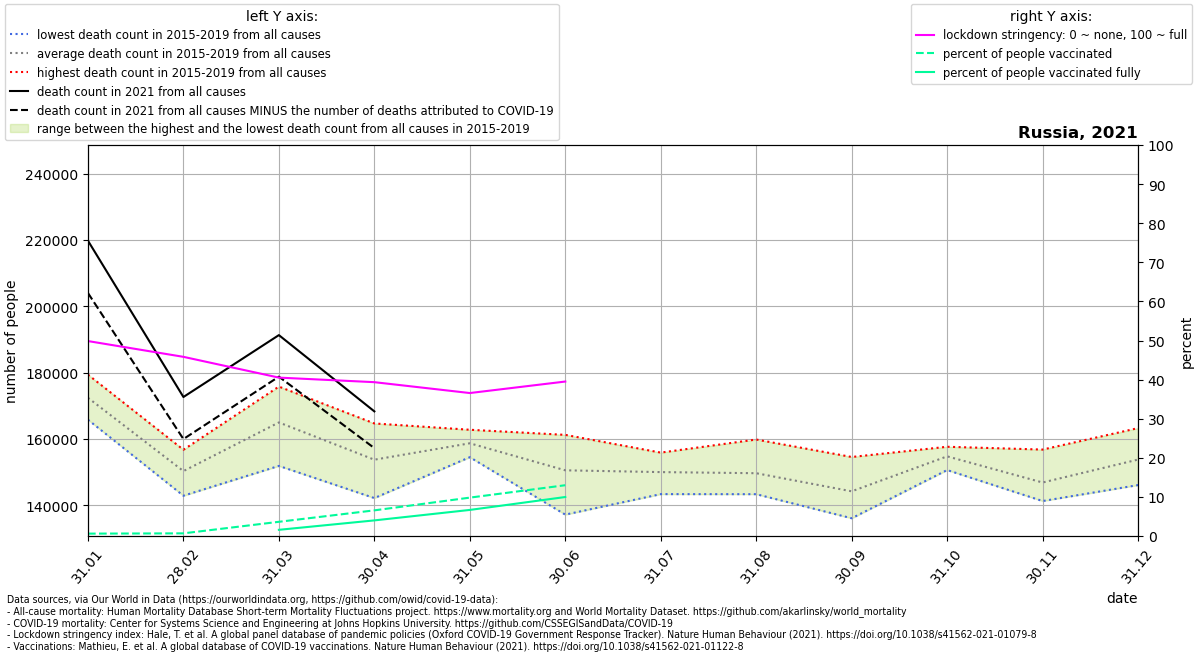 left Y axis:
lowest death count in 2015-2019 from all causes
average death count in 2015-2019 from all causes
highest death count in 2015-2019 from all causes
death count in 2021 from all causes
death count in 2021 from all causes MINUS the number of deaths attributed to COVID-19
range between the highest and the lowest death count from all causes in 2015-2019
right Y axis:
lockdown stringency: 0 ~ none, 100 ~ full
percent of people vaccinated
percent of people vaccinated fully
Russia, 2021
number of people
240000
220000
200000
180000
160000
140000
100
90
80
70
60
50
40
30
20
10
0
percent
31.01
28.02
31.03
30.04
31.05
30.06
31.07
31.08
30.09
31.10
30.11
31.12
date
Data sources, via Our World in Data (https://ourworldindata.org, https://github.com/owid/covid-19-data):
- All-cause mortality: Human Mortality Database Short-term Mortality Fluctuations project. https://www.mortality.org and World Mortality Dataset. https://github.com/akarlinsky/world_mortality
- COVID-19 mortality: Center for Systems Science and Engineering at Johns Hopkins University. https://github.com/CSSEGISandData/COVID-19
- Lockdown stringency index: Hale, T. et al. A global panel database of pandemic policies (Oxford COVID-19 Government Response Tracker). Nature Human Behaviour (2021). https://doi.org/10.1038/s41562-021-01079-8
- Vaccinations: Mathieu, E. et al. A global database of COVID-19 vaccinations. Nature Human Behaviour (2021). https://doi.org/10.1038/s41562-021-01122-8